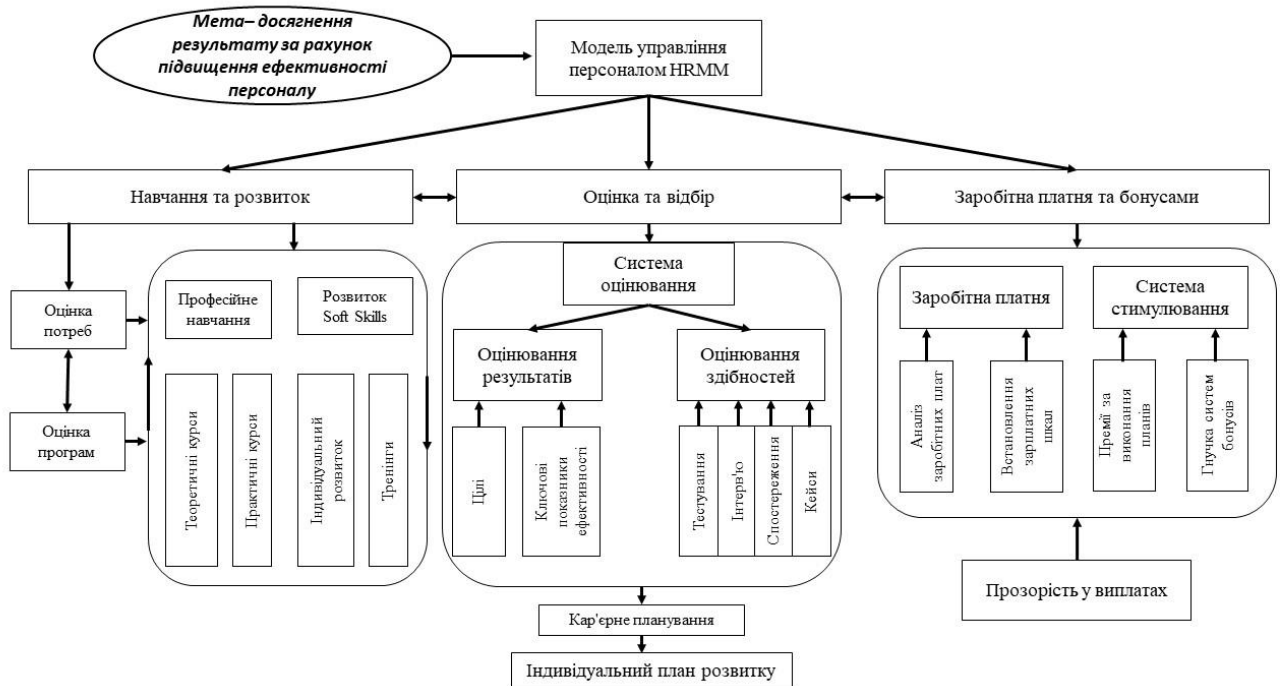 Мета– досягнення
результату за рахунок
підвищення ефективності
персоналу
Модель управління
персоналом HRMM
Навчання та розвиток
Оцінка та відбір
Заробітна платня та бонусами
Оцінка
потреб
Оцінка
програм
Професійне
навчання
Розвиток
Soft Skills
Теоретичні курси
Практичні курси
Індивідуальний
розвиток
Тренінги
Система
оцінювання
Оцінювання
результатів
Оцінювання
здібностей
Цілі
Ключові
показники
ефективності
Тестування
Інтерв'ю
Спостереження
Кейси
Кар'єрне планування
Індивідуальний план розвитку
Заробітна платня
Система
стимулювання
Аналіз
заробітних плат
Встановлення
зарплатних
шкал
Премії за
виконання
планів
Гнучка систем
бонусів
Прозорість у виплатах